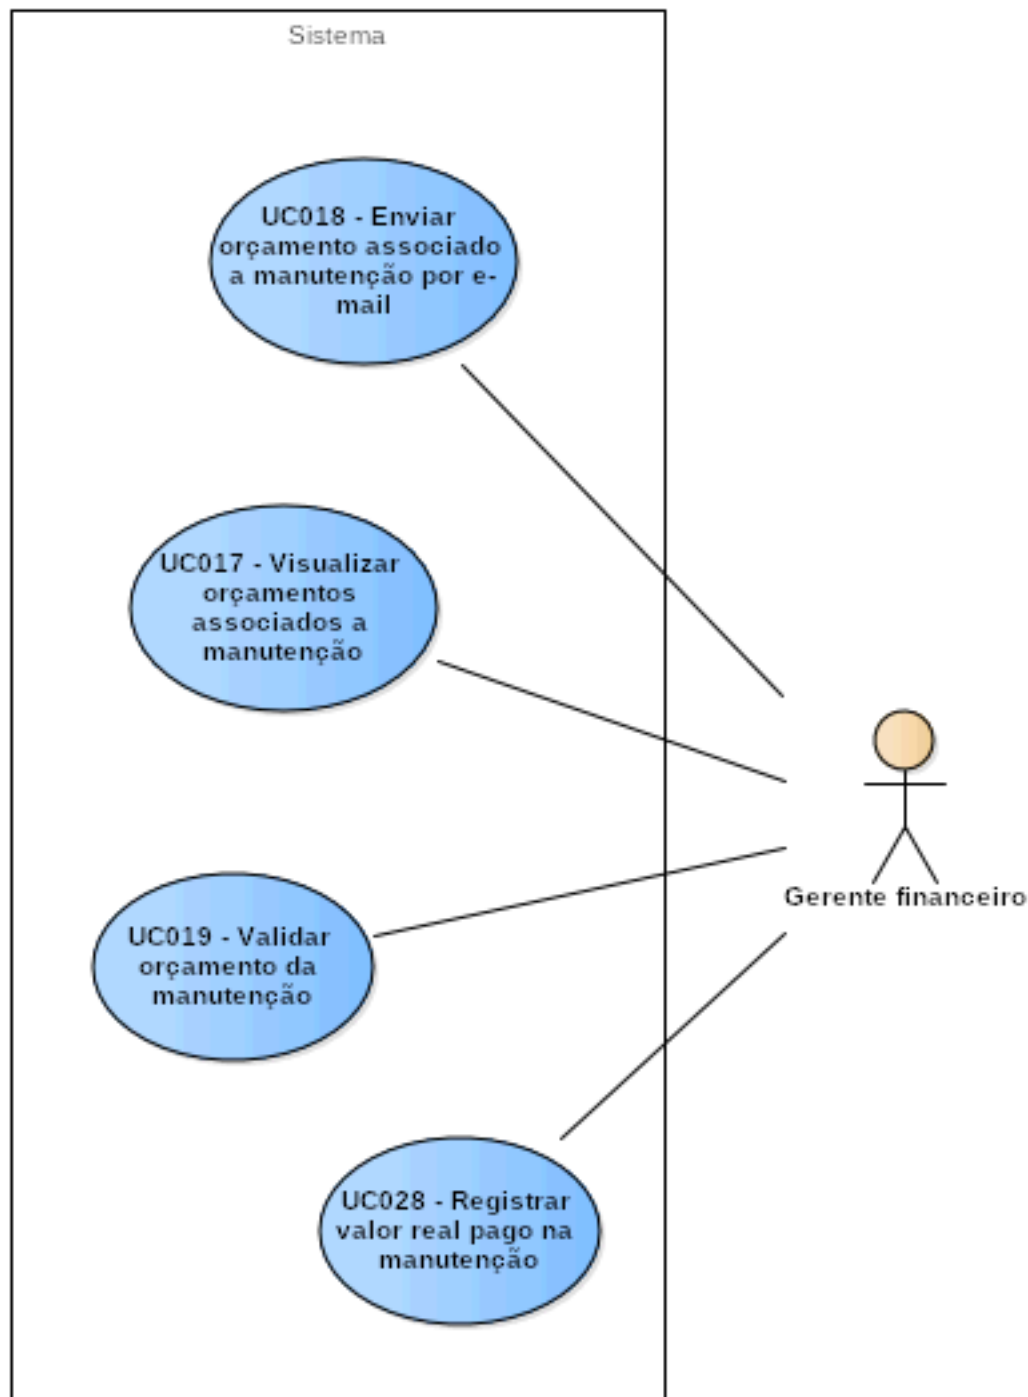 Sistema
UC018 - Enviar
orçamento associado
a manutenção por e-
mail
UC017 - Visualizar
orçamentos
associados a
manutenção
Gerente financeiro
UC019 - Validar
orçamento da
manutenção
UC028 - Registrar
valor real pago na
manutenção